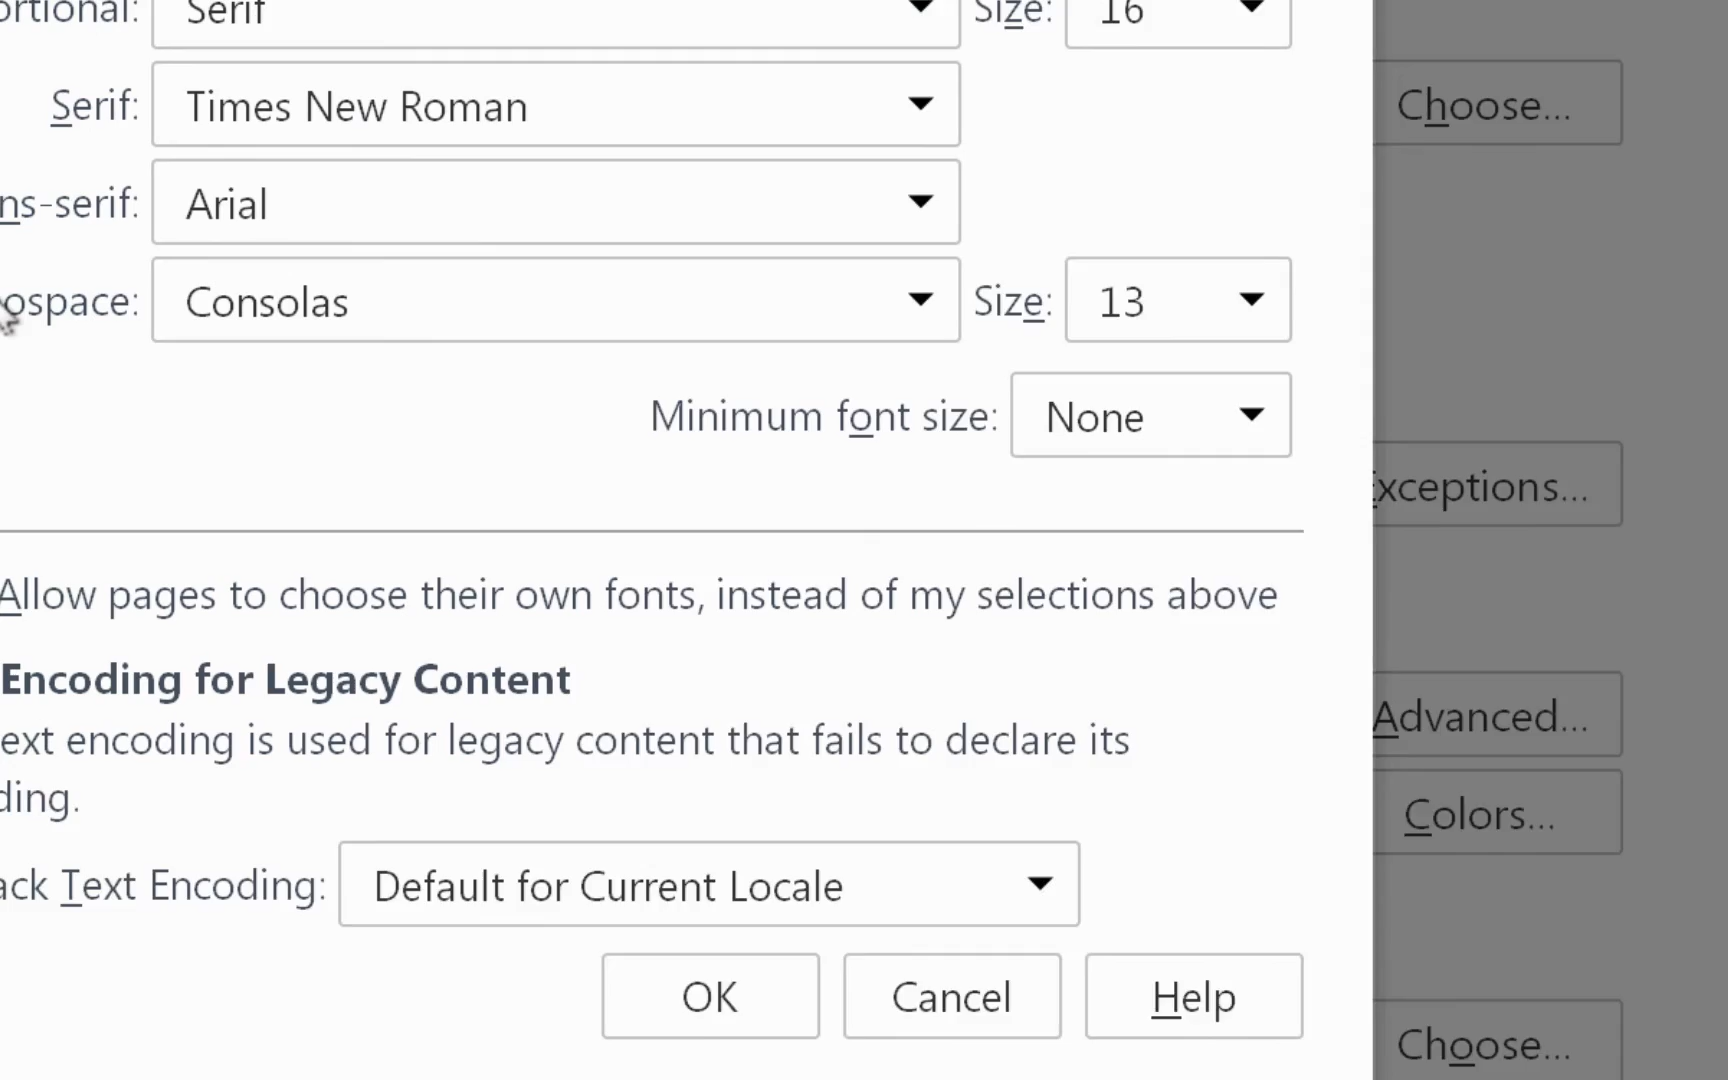 ortional: Serif Size: 16
Serif: Times New Roman Choose...
ns-serif: Arial
ospace: Consolas Size: 13
Minimum font size: None
Exceptions...
Allow pages to choose their own fonts, instead of my selections above
Encoding for Legacy Content
Advanced...
ext encoding is used for legacy content that fails to declare its
ding.
Colors...
ack Text Encoding: Default for Current Locale
OK Cancel Help
Choose...